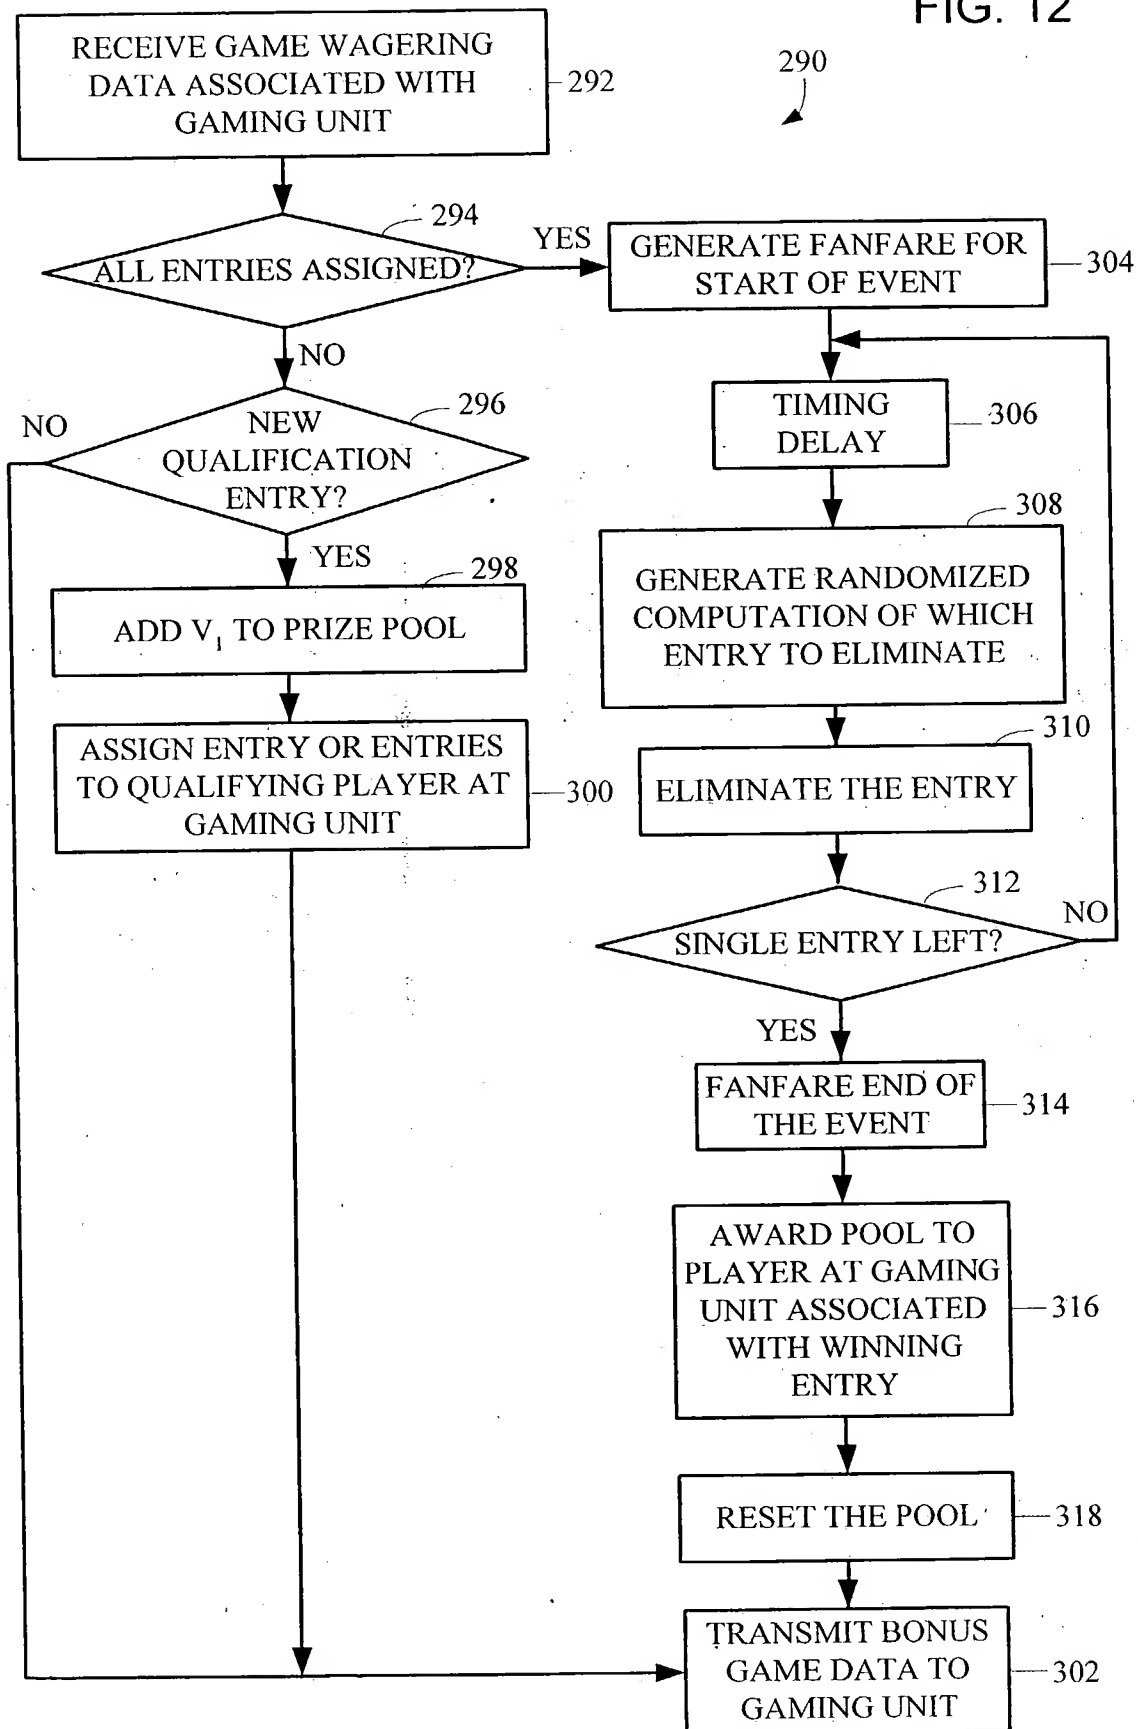 FIG. 12
290
RECEIVE GAME WAGERING
DATA ASSOCIATED WITH
GAMING UNIT
292
294
ALL ENTRIES ASSIGNED?
YES
NO
GENERATE FANFARE FOR
START OF EVENT
304
296
NO
NEW
QUALIFICATION
ENTRY?
YES
TIMING
DELAY
306
298
ADD V₁ TO PRIZE POOL
308
GENERATE RANDOMIZED
COMPUTATION OF WHICH
ENTRY TO ELIMINATE
ASSIGN ENTRY OR ENTRIES
TO QUALIFYING PLAYER AT
GAMING UNIT
300
310
ELIMINATE THE ENTRY
312
SINGLE ENTRY LEFT?
NO
YES
FANFARE END OF
THE EVENT
314
AWARD POOL TO
PLAYER AT GAMING
UNIT ASSOCIATED
WITH WINNING
ENTRY
316
RESET THE POOL
318
TRANSMIT BONUS
GAME DATA TO
GAMING UNIT
302